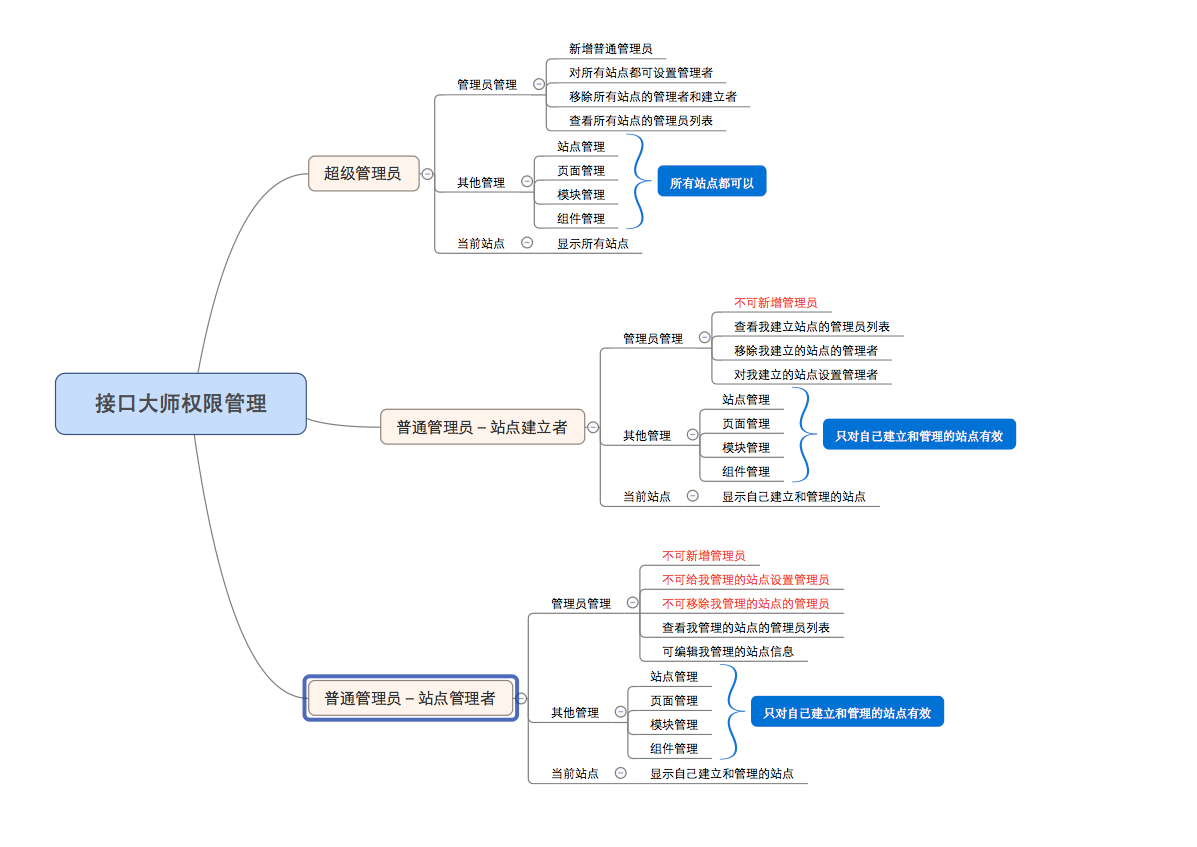 接口大师权限管理
超级管理员
管理员管理
新增普通管理员
对所有站点都可设置管理者
移除所有站点的管理者和建立者
查看所有站点的管理员列表
其他管理
站点管理
页面管理
模块管理
组件管理
所有站点都可以
当前站点
显示所有站点
普通管理员 – 站点建立者
管理员管理
不可新增管理员
查看我建立站点的管理员列表
移除我建立的站点的管理者
对我建立的站点设置管理者
其他管理
站点管理
页面管理
模块管理
组件管理
只对自己建立和管理的站点有效
当前站点
显示自己建立和管理的站点
普通管理员 – 站点管理者
管理员管理
不可新增管理员
不可给我管理的站点设置管理员
不可移除我管理的站点的管理员
查看我管理的站点的管理员列表
可编辑我管理的站点信息
其他管理
站点管理
页面管理
模块管理
组件管理
只对自己建立和管理的站点有效
当前站点
显示自己建立和管理的站点